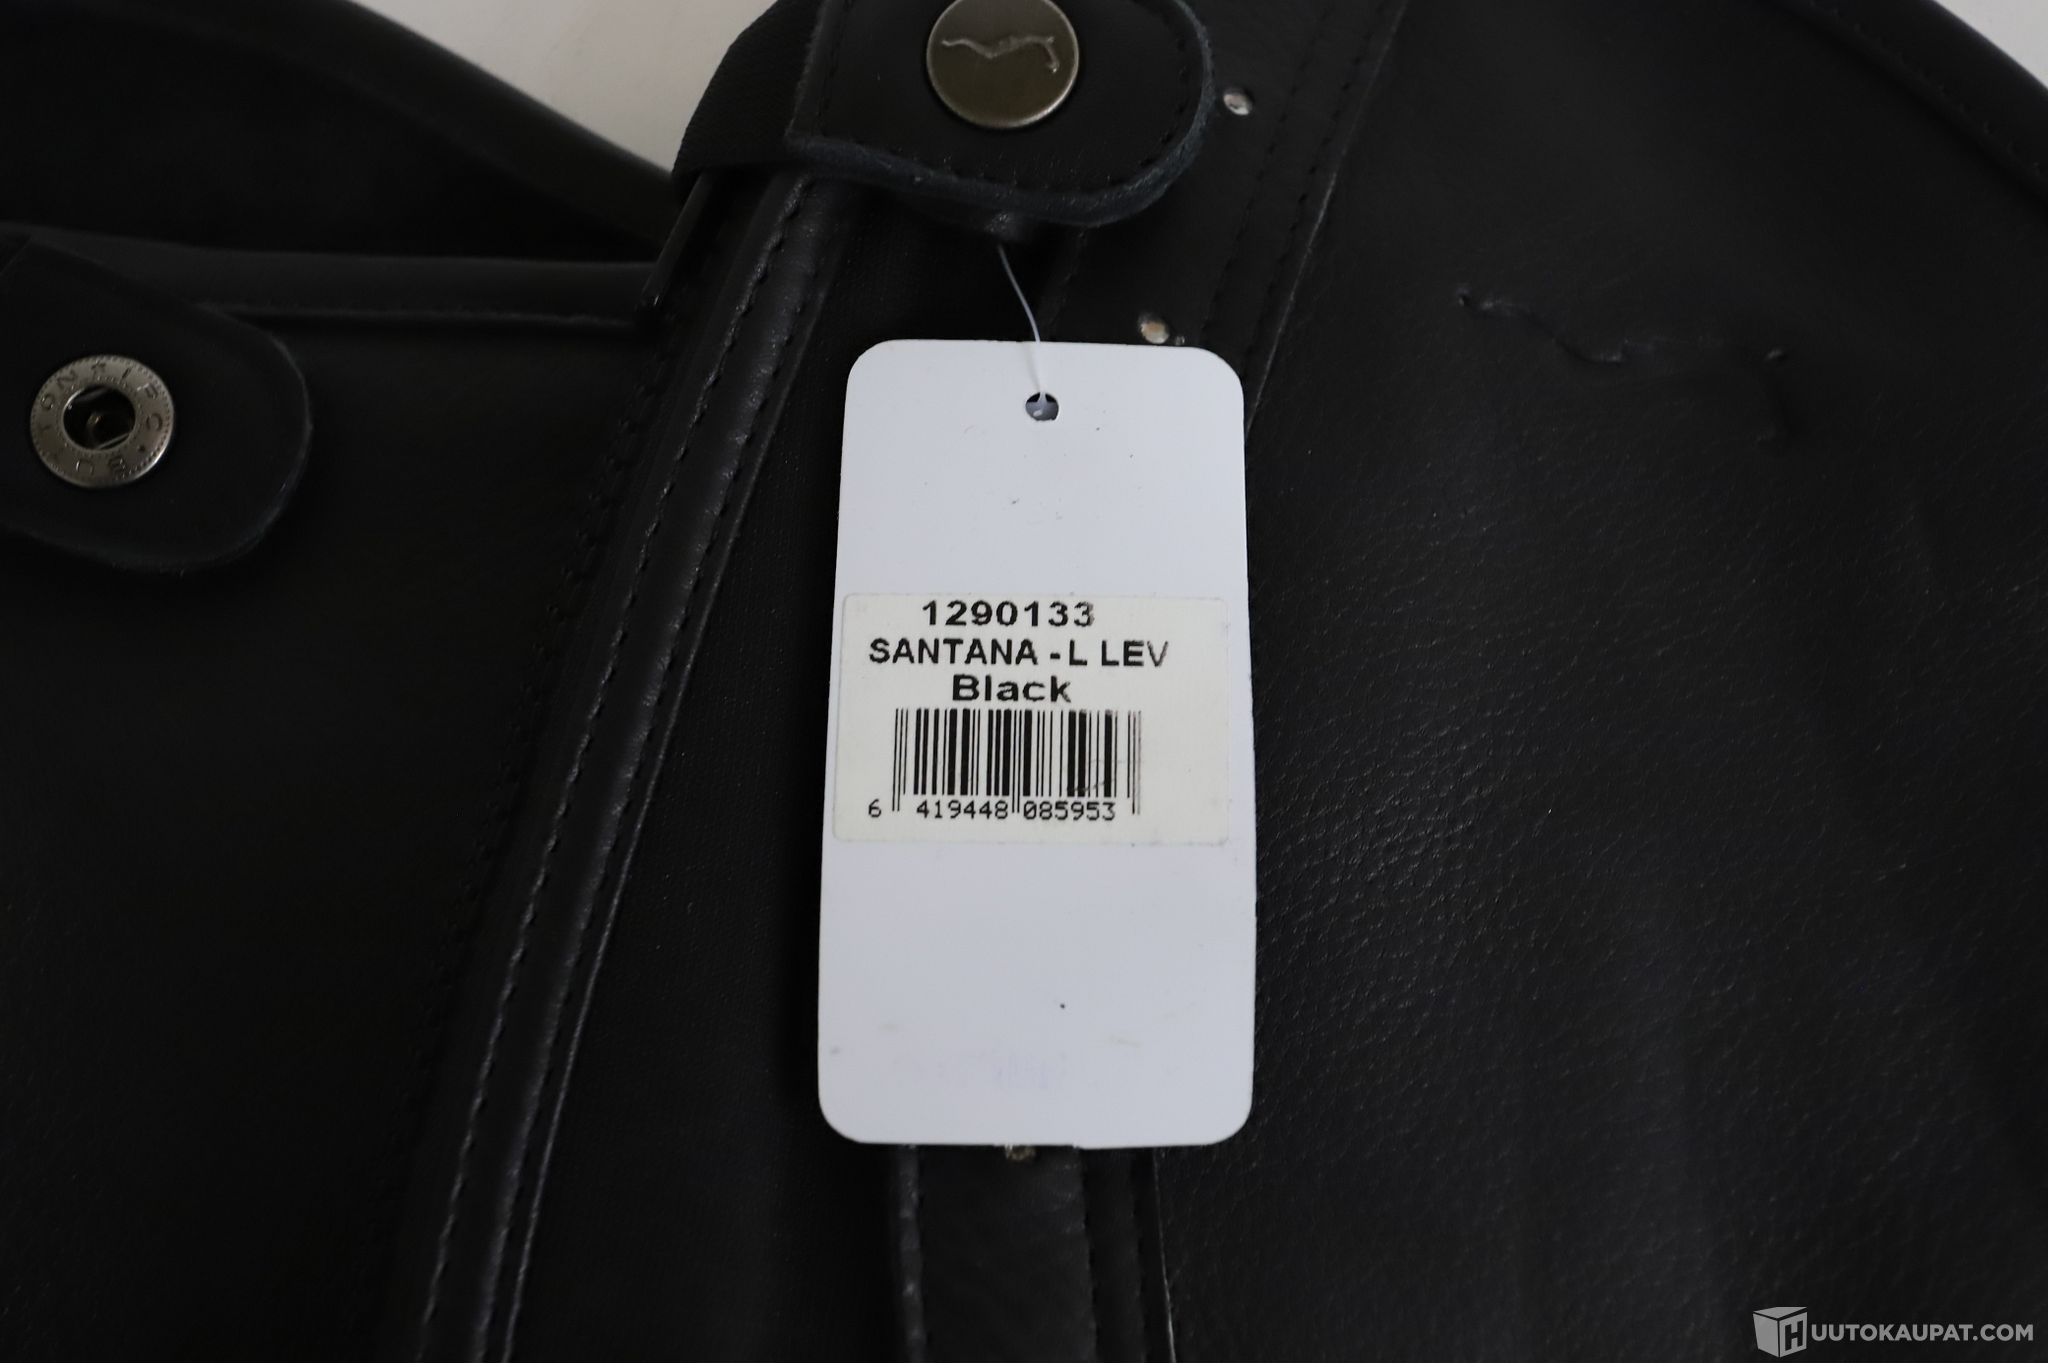 1290133
SANTANA - L LEV
Black
6 419448 085953
HUUTOKAUPAT.COM